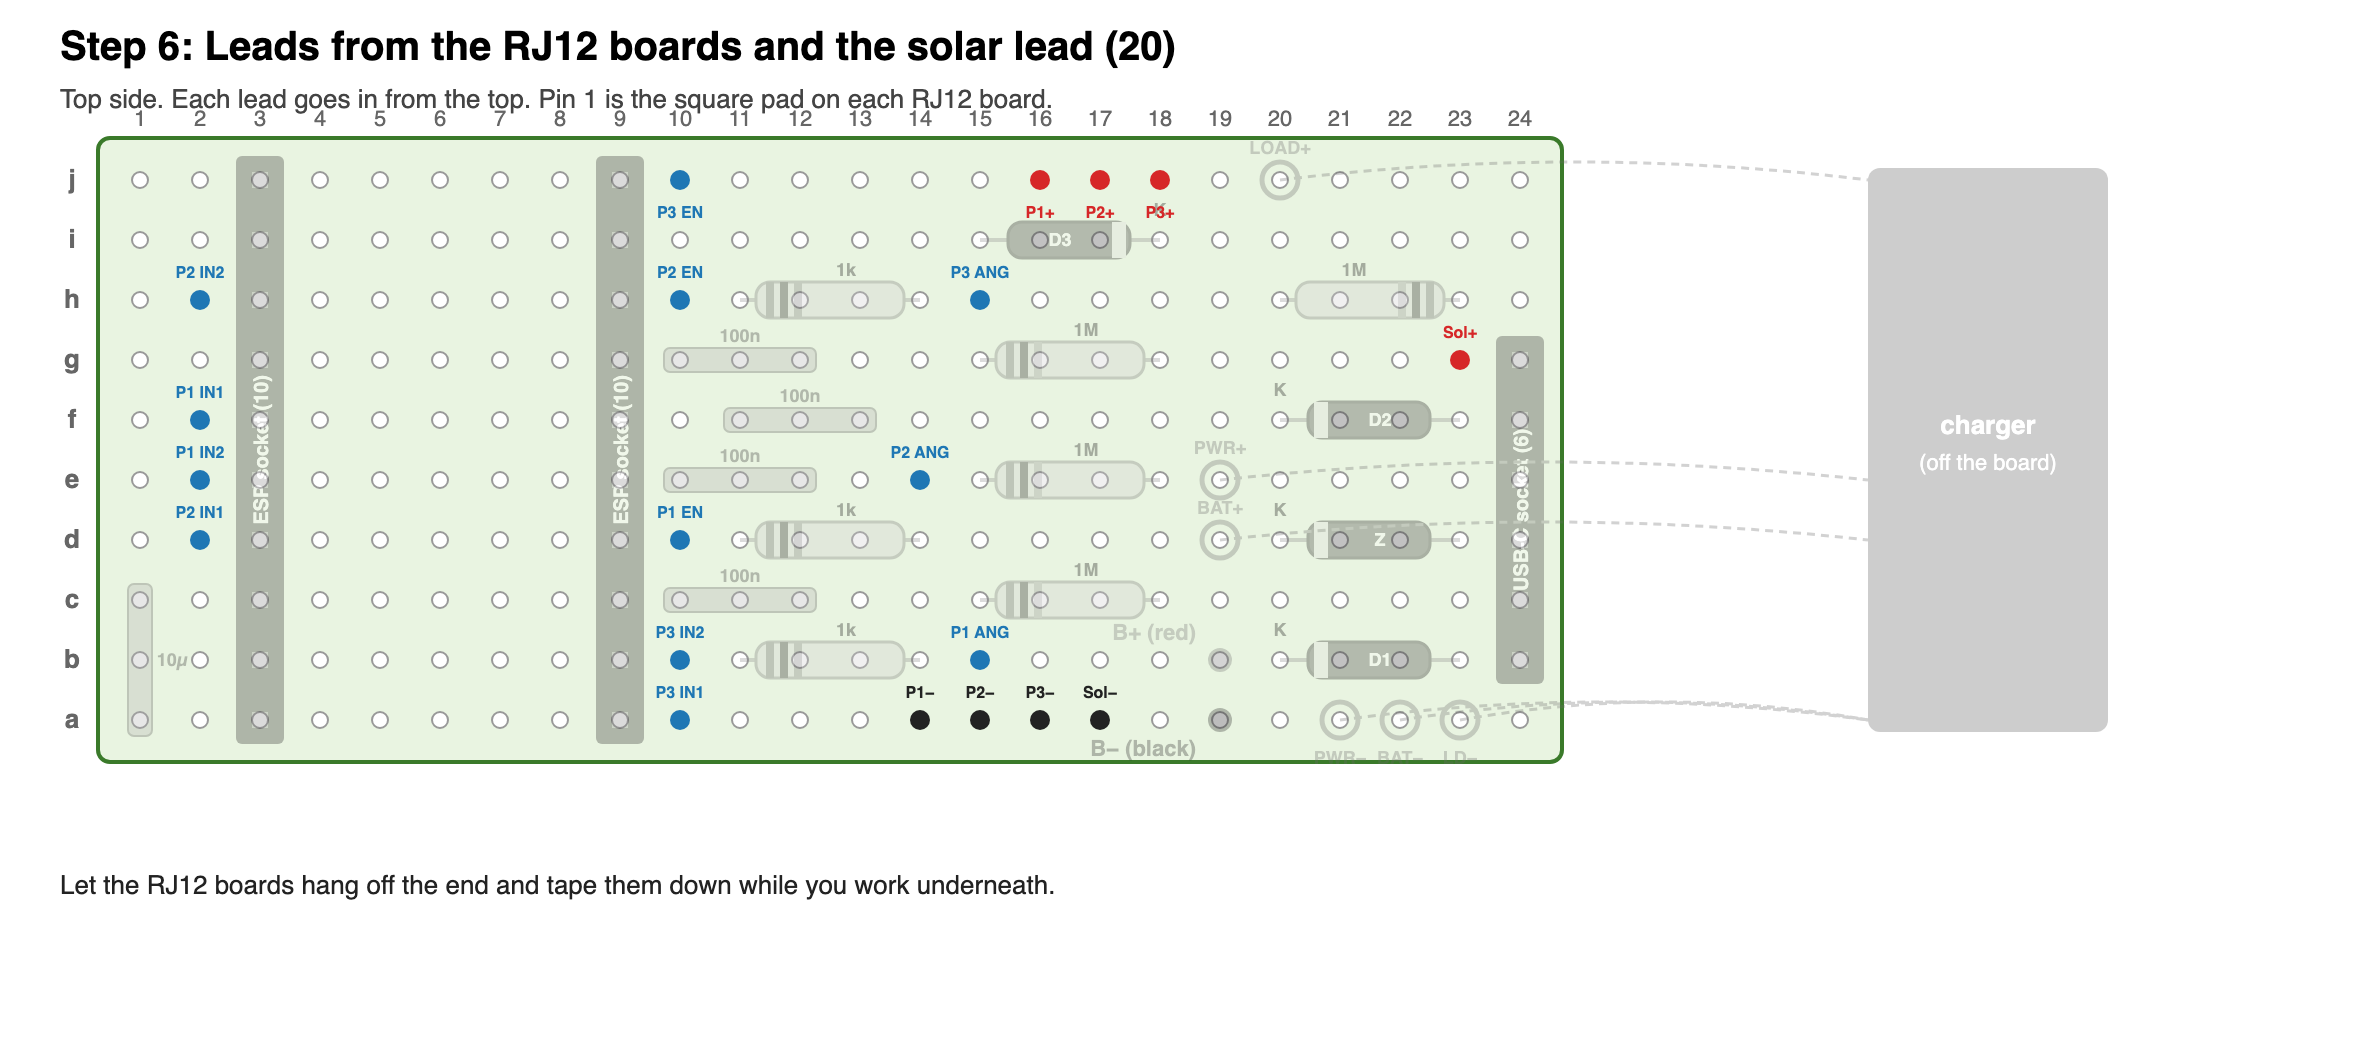 Step 6: Leads from the RJ12 boards and the solar lead (20)
Top side. Each lead goes in from the top. Pin 1 is the square pad on each RJ12 board.
1 2 3 4 5 6 7 8 9 10 11 12 13 14 15 16 17 18 19 20 21 22 23 24
LOAD+
j
P3 EN P1+ P2+ P3+ K
i D3
P2 IN2 P2 EN 1k P3 ANG 1M
h
100n 1M Sol+
g
P1 IN1 100n K
f D2
P1 IN2 100n P2 ANG 1M PWR+
e
P2 IN1 P1 EN 1k BAT+ K
d Z
100n 1M
c
P3 IN2 1k P1 ANG B+ (red) K
b 10µ D1
P3 IN1 P1– P2– P3– Sol–
a
B– (black) PWR– BAT– LD–
ESP socket (10)
ESP socket (10)
USB-C socket (6)
charger
(off the board)
Let the RJ12 boards hang off the end and tape them down while you work underneath.